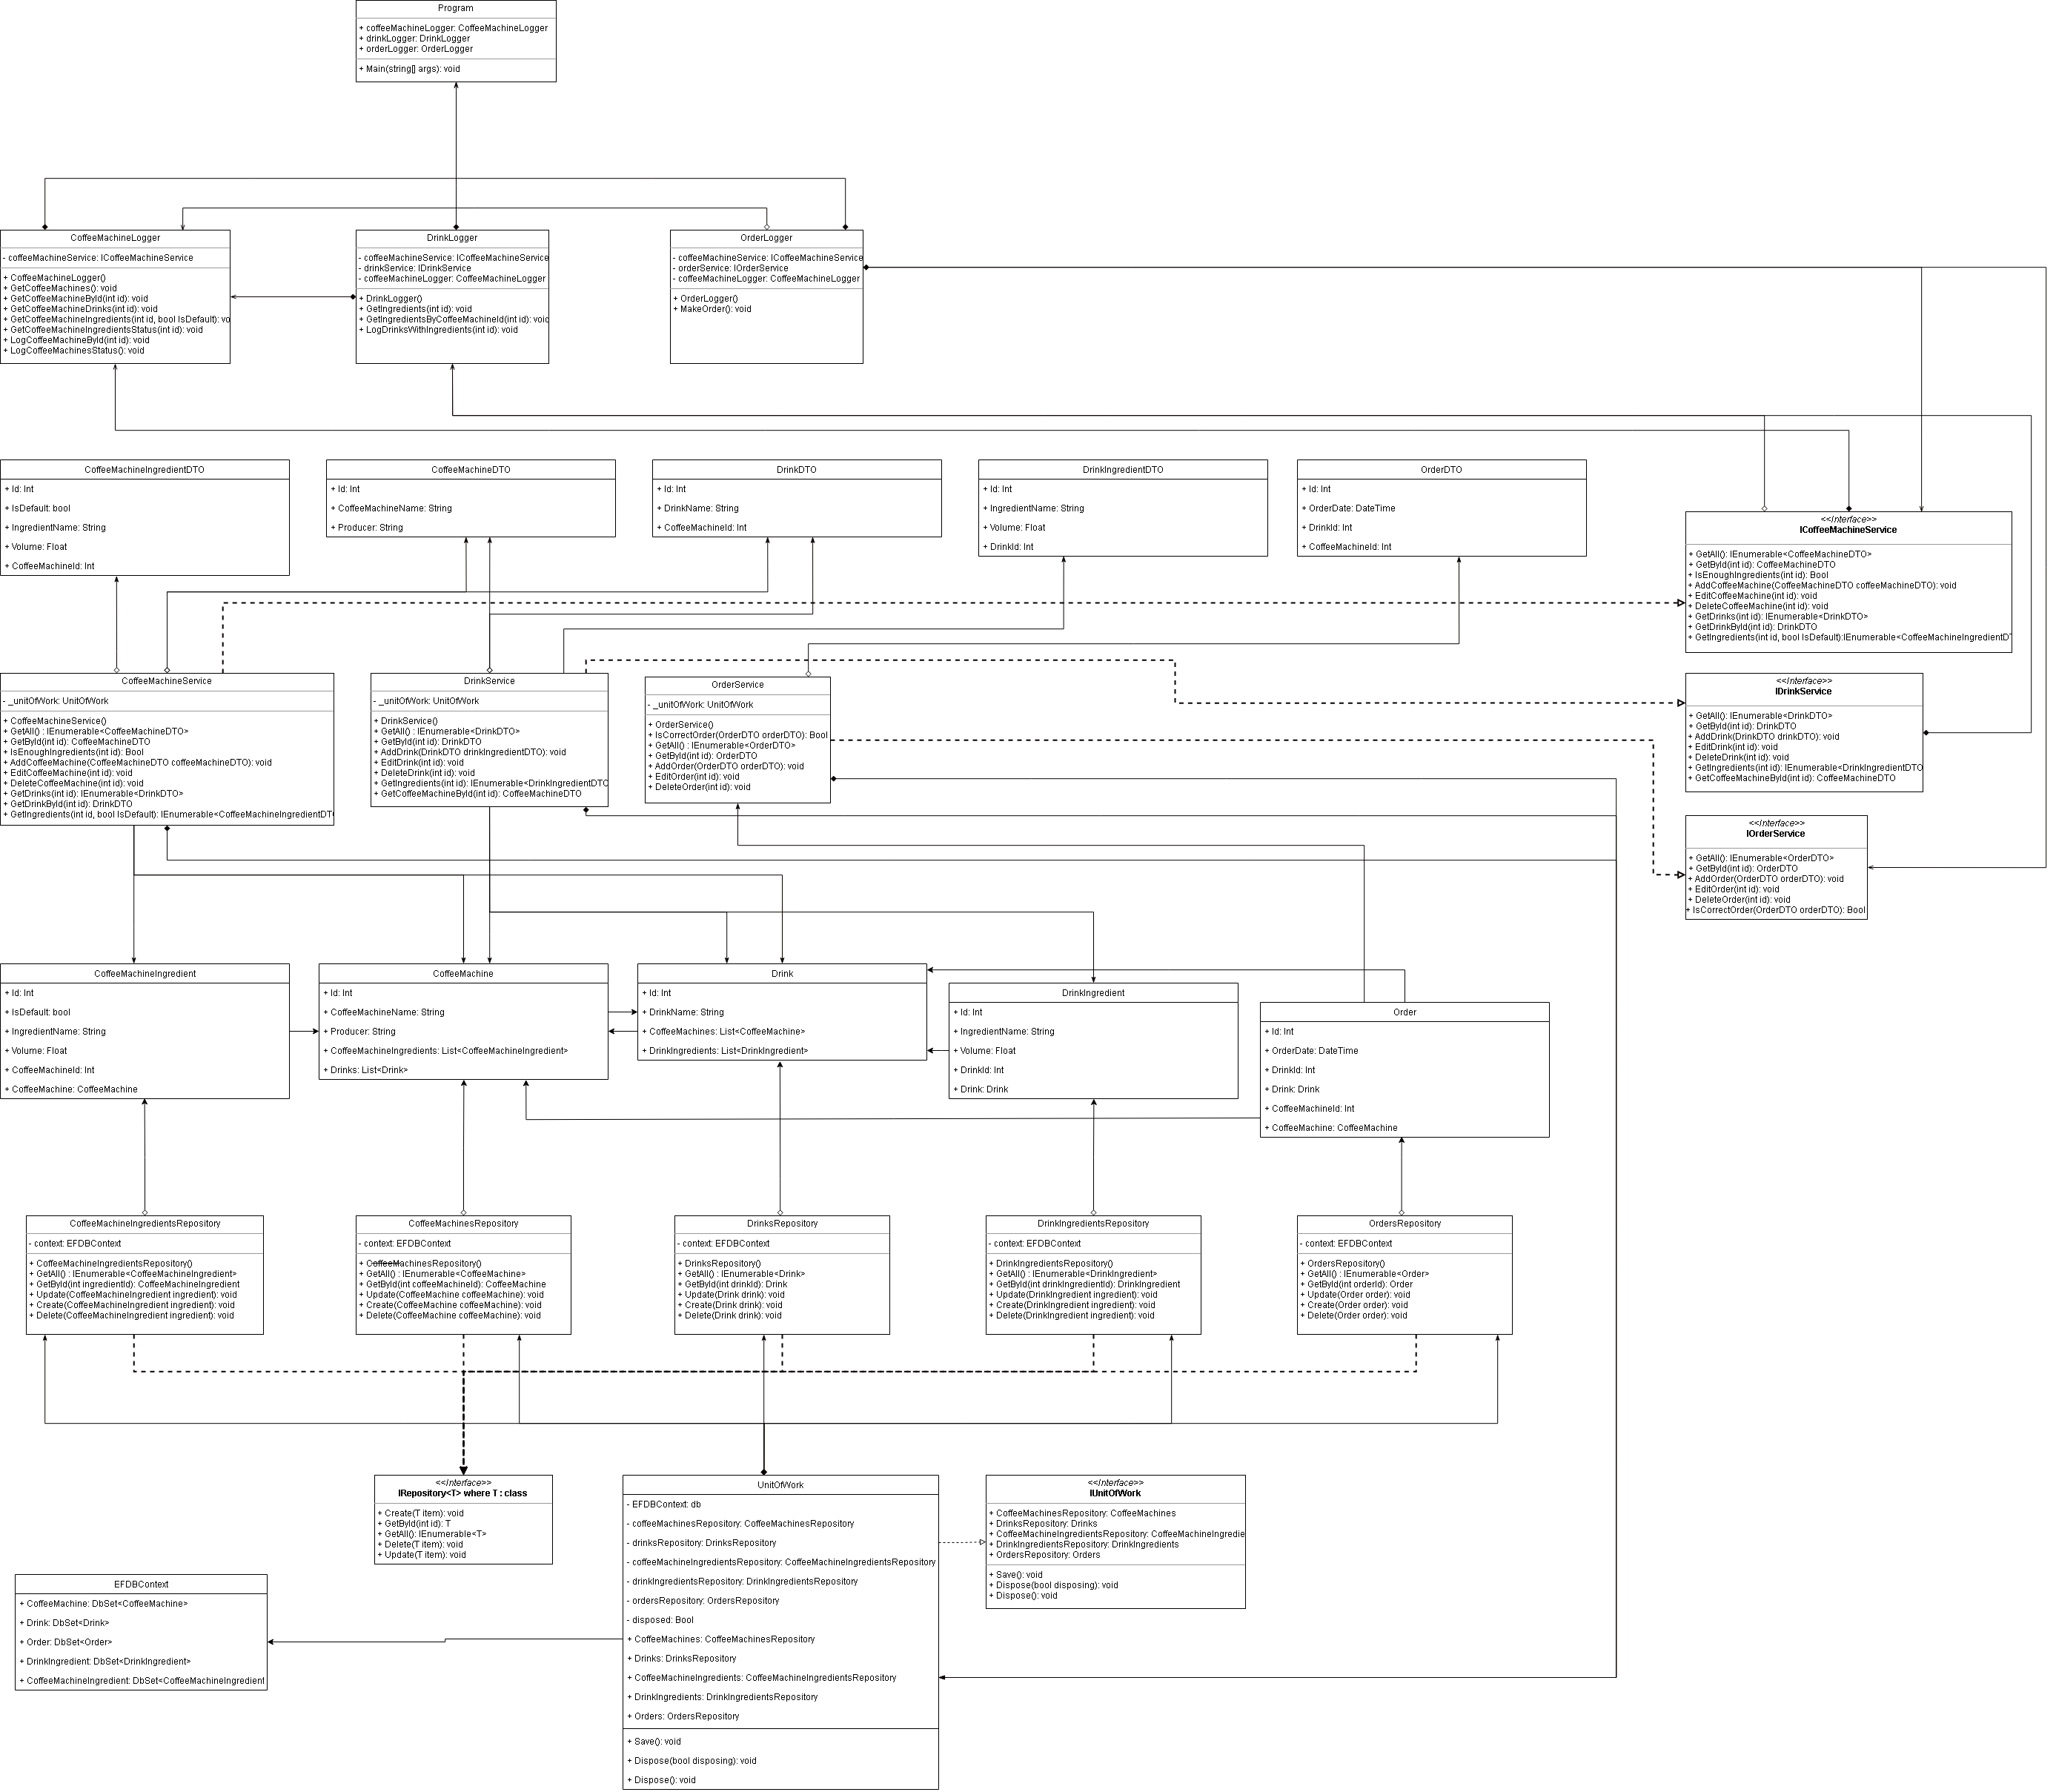 Program
+ coffeeMachineLogger: CoffeeMachineLogger
+ drinkLogger: DrinkLogger
+ orderLogger: OrderLogger
+ Main(string[] args): void
CoffeeMachineLogger
- coffeeMachineService: ICoffeeMachineService
+ CoffeeMachineLogger()
+ GetCoffeeMachines(): void
+ GetCoffeeMachineById(int id): void
+ GetCoffeeMachineDrinks(int id): void
+ GetCoffeeMachineIngredients(int id, bool IsDefault): vo
+ GetCoffeeMachineIngredientsStatus(int id): void
+ LogCoffeeMachineById(int id): void
+ LogCoffeeMachinesStatus(): void
DrinkLogger
- coffeeMachineService: ICoffeeMachineService
- drinkService: IDrinkService
- coffeeMachineLogger: CoffeeMachineLogger
+ DrinkLogger()
+ GetIngredients(int id): void
+ GetIngredientsByCoffeeMachineId(int id): void
+ LogDrinksWithIngredients(int id): void
OrderLogger
- coffeeMachineService: ICoffeeMachineService
- orderService: IOrderService
- coffeeMachineLogger: CoffeeMachineLogger
+ OrderLogger()
+ MakeOrder(): void
CoffeeMachineIngredientDTO
+ Id: Int
+ IsDefault: bool
+ IngredientName: String
+ Volume: Float
+ CoffeeMachineId: Int
CoffeeMachineDTO
+ Id: Int
+ CoffeeMachineName: String
+ Producer: String
DrinkDTO
+ Id: Int
+ DrinkName: String
+ CoffeeMachineId: Int
DrinkIngredientDTO
+ Id: Int
+ IngredientName: String
+ Volume: Float
+ DrinkId: Int
OrderDTO
+ Id: Int
+ OrderDate: DateTime
+ DrinkId: Int
+ CoffeeMachineId: Int
<<Interface>>
ICoffeeMachineService
+ GetAll(): IEnumerable<CoffeeMachineDTO>
+ GetById(int id): CoffeeMachineDTO
+ IsEnoughIngredients(int id): Bool
+ AddCoffeeMachine(CoffeeMachineDTO coffeeMachineDTO): void
+ EditCoffeeMachine(int id): void
+ DeleteCoffeeMachine(int id): void
+ GetDrinks(int id): IEnumerable<DrinkDTO>
+ GetDrinkById(int id): DrinkDTO
+ GetIngredients(int id, bool IsDefault):IEnumerable<CoffeeMachineIngredientDT
CoffeeMachineService
- _unitOfWork: UnitOfWork
+ CoffeeMachineService()
+ GetAll() : IEnumerable<CoffeeMachineDTO>
+ GetById(int id): CoffeeMachineDTO
+ IsEnoughIngredients(int id): Bool
+ AddCoffeeMachine(CoffeeMachineDTO coffeeMachineDTO): void
+ EditCoffeeMachine(int id): void
+ DeleteCoffeeMachine(int id): void
+ GetDrinks(int id): IEnumerable<DrinkDTO>
+ GetDrinkById(int id): DrinkDTO
+ GetIngredients(int id, bool IsDefault): IEnumerable<CoffeeMachineIngredientDT
DrinkService
- _unitOfWork: UnitOfWork
+ DrinkService()
+ GetAll() : IEnumerable<DrinkDTO>
+ GetById(int id): DrinkDTO
+ AddDrink(DrinkDTO drinkIngredientDTO): void
+ EditDrink(int id): void
+ DeleteDrink(int id): void
+ GetIngredients(int id): IEnumerable<DrinkIngredientDTO
+ GetCoffeeMachineById(int id): CoffeeMachineDTO
OrderService
- _unitOfWork: UnitOfWork
+ OrderService()
+ IsCorrectOrder(OrderDTO orderDTO): Bool
+ GetAll() : IEnumerable<OrderDTO>
+ GetById(int id): OrderDTO
+ AddOrder(OrderDTO orderDTO): void
+ EditOrder(int id): void
+ DeleteOrder(int id): void
<<Interface>>
IDrinkService
+ GetAll(): IEnumerable<DrinkDTO>
+ GetById(int id): DrinkDTO
+ AddDrink(DrinkDTO drinkDTO): void
+ EditDrink(int id): void
+ DeleteDrink(int id): void
+ GetIngredients(int id): IEnumerable<DrinkIngredientDTO
+ GetCoffeeMachineById(int id): CoffeeMachineDTO
<<Interface>>
IOrderService
+ GetAll(): IEnumerable<OrderDTO>
+ GetById(int id): OrderDTO
+ AddOrder(OrderDTO orderDTO): void
+ EditOrder(int id): void
+ DeleteOrder(int id): void
+ IsCorrectOrder(OrderDTO orderDTO): Bool
CoffeeMachineIngredient
+ Id: Int
+ IsDefault: bool
+ IngredientName: String
+ Volume: Float
+ CoffeeMachineId: Int
+ CoffeeMachine: CoffeeMachine
CoffeeMachine
+ Id: Int
+ CoffeeMachineName: String
+ Producer: String
+ CoffeeMachineIngredients: List<CoffeeMachineIngredient>
+ Drinks: List<Drink>
Drink
+ Id: Int
+ DrinkName: String
+ CoffeeMachines: List<CoffeeMachine>
+ DrinkIngredients: List<DrinkIngredient>
DrinkIngredient
+ Id: Int
+ IngredientName: String
+ Volume: Float
+ DrinkId: Int
+ Drink: Drink
Order
+ Id: Int
+ OrderDate: DateTime
+ DrinkId: Int
+ Drink: Drink
+ CoffeeMachineId: Int
+ CoffeeMachine: CoffeeMachine
CoffeeMachineIngredientsRepository
- context: EFDBContext
+ CoffeeMachineIngredientsRepository()
+ GetAll() : IEnumerable<CoffeeMachineIngredient>
+ GetById(int ingredientId): CoffeeMachineIngredient
+ Update(CoffeeMachineIngredient ingredient): void
+ Create(CoffeeMachineIngredient ingredient): void
+ Delete(CoffeeMachineIngredient ingredient): void
CoffeeMachinesRepository
- context: EFDBContext
+ CoffeeMachinesRepository()
+ GetAll() : IEnumerable<CoffeeMachine>
+ GetById(int coffeeMachineId): CoffeeMachine
+ Update(CoffeeMachine coffeeMachine): void
+ Create(CoffeeMachine coffeeMachine): void
+ Delete(CoffeeMachine coffeeMachine): void
DrinksRepository
- context: EFDBContext
+ DrinksRepository()
+ GetAll() : IEnumerable<Drink>
+ GetById(int drinkId): Drink
+ Update(Drink drink): void
+ Create(Drink drink): void
+ Delete(Drink drink): void
DrinkIngredientsRepository
- context: EFDBContext
+ DrinkIngredientsRepository()
+ GetAll() : IEnumerable<DrinkIngredient>
+ GetById(int drinkIngredientId): DrinkIngredient
+ Update(DrinkIngredient ingredient): void
+ Create(DrinkIngredient ingredient): void
+ Delete(DrinkIngredient ingredient): void
OrdersRepository
- context: EFDBContext
+ OrdersRepository()
+ GetAll() : IEnumerable<Order>
+ GetById(int orderId): Order
+ Update(Order order): void
+ Create(Order order): void
+ Delete(Order order): void
<<Interface>>
IRepository<T> where T : class
+ Create(T item): void
+ GetById(int id): T
+ GetAll(): IEnumerable<T>
+ Delete(T item): void
+ Update(T item): void
UnitOfWork
- EFDBContext: db
- coffeeMachinesRepository: CoffeeMachinesRepository
- drinksRepository: DrinksRepository
- coffeeMachineIngredientsRepository: CoffeeMachineIngredientsRepository
- drinkIngredientsRepository: DrinkIngredientsRepository
- ordersRepository: OrdersRepository
- disposed: Bool
+ CoffeeMachines: CoffeeMachinesRepository
+ Drinks: DrinksRepository
+ CoffeeMachineIngredients: CoffeeMachineIngredientsRepository
+ DrinkIngredients: DrinkIngredientsRepository
+ Orders: OrdersRepository
+ Save(): void
+ Dispose(bool disposing): void
+ Dispose(): void
<<Interface>>
IUnitOfWork
+ CoffeeMachinesRepository: CoffeeMachines
+ DrinksRepository: Drinks
+ CoffeeMachineIngredientsRepository: CoffeeMachineIngredie
+ DrinkIngredientsRepository: DrinkIngredients
+ OrdersRepository: Orders
+ Save(): void
+ Dispose(bool disposing): void
+ Dispose(): void
EFDBContext
+ CoffeeMachine: DbSet<CoffeeMachine>
+ Drink: DbSet<Drink>
+ Order: DbSet<Order>
+ DrinkIngredient: DbSet<DrinkIngredient>
+ CoffeeMachineIngredient: DbSet<CoffeeMachineIngredient